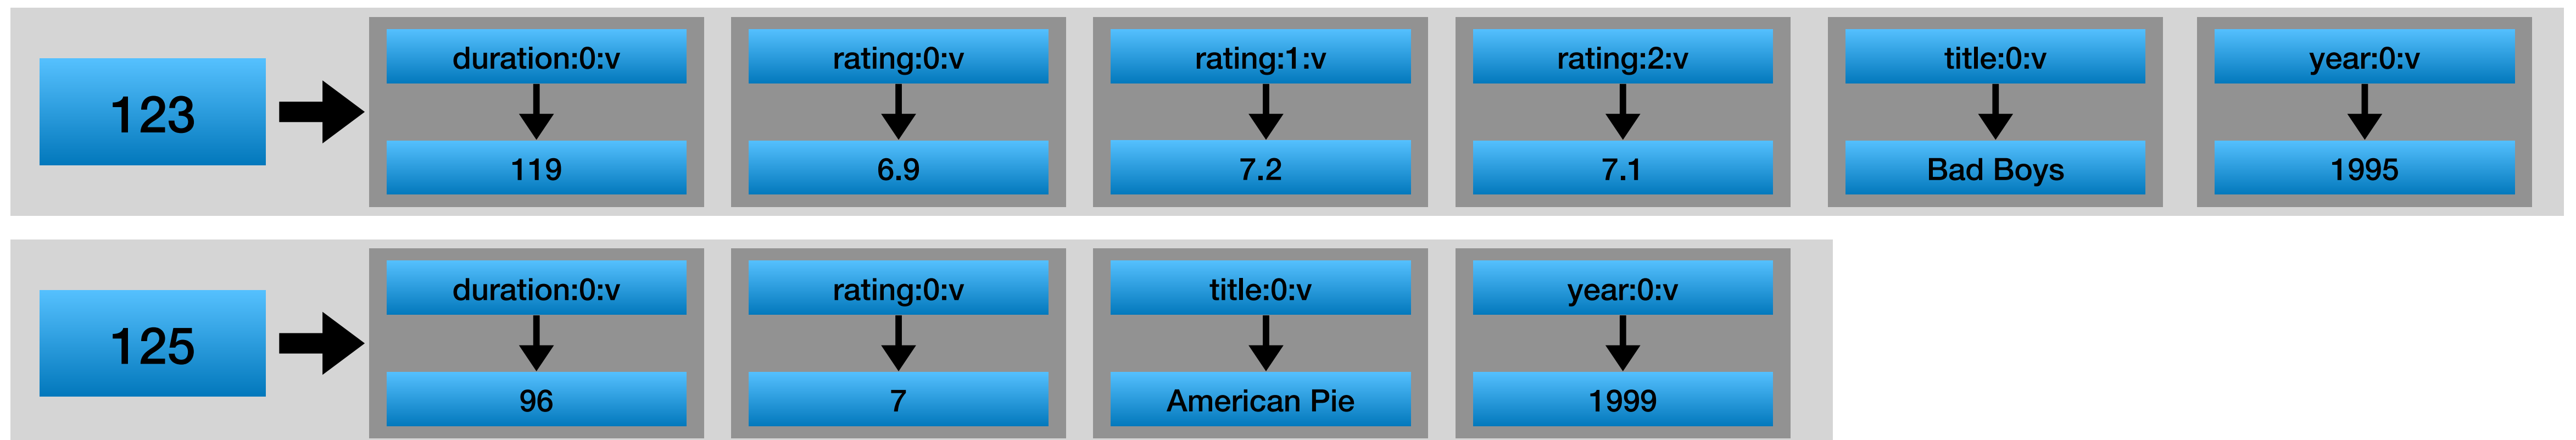 duration:0:v rating:0:v rating:1:v rating:2:v title:0:v year:0:v
123
119 6.9 7.2 7.1 Bad Boys 1995
duration:0:v rating:0:v title:0:v year:0:v
125
96 7 American Pie 1999